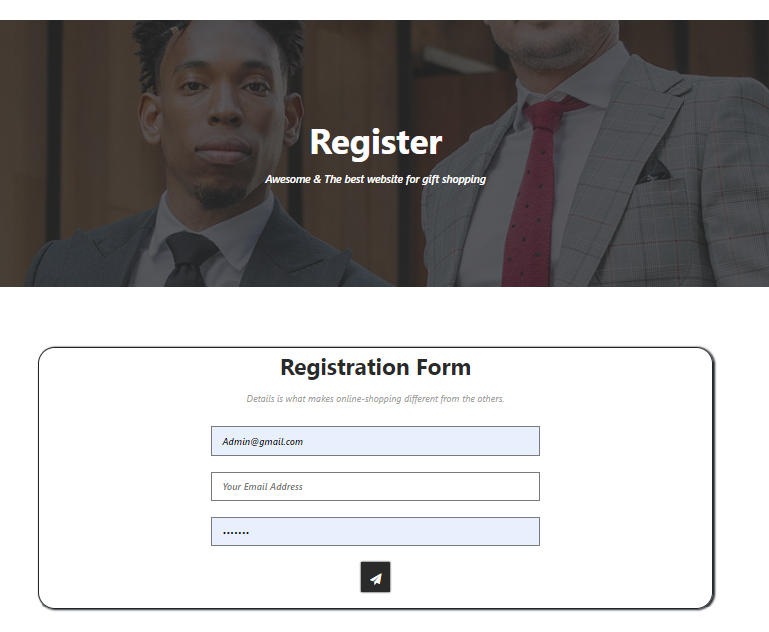 Register
Awesome & The best website for gift shopping
Registration Form
Details is what makes online-shopping different from the others.
Admin@gmail.com
Your Email Address
•••••••